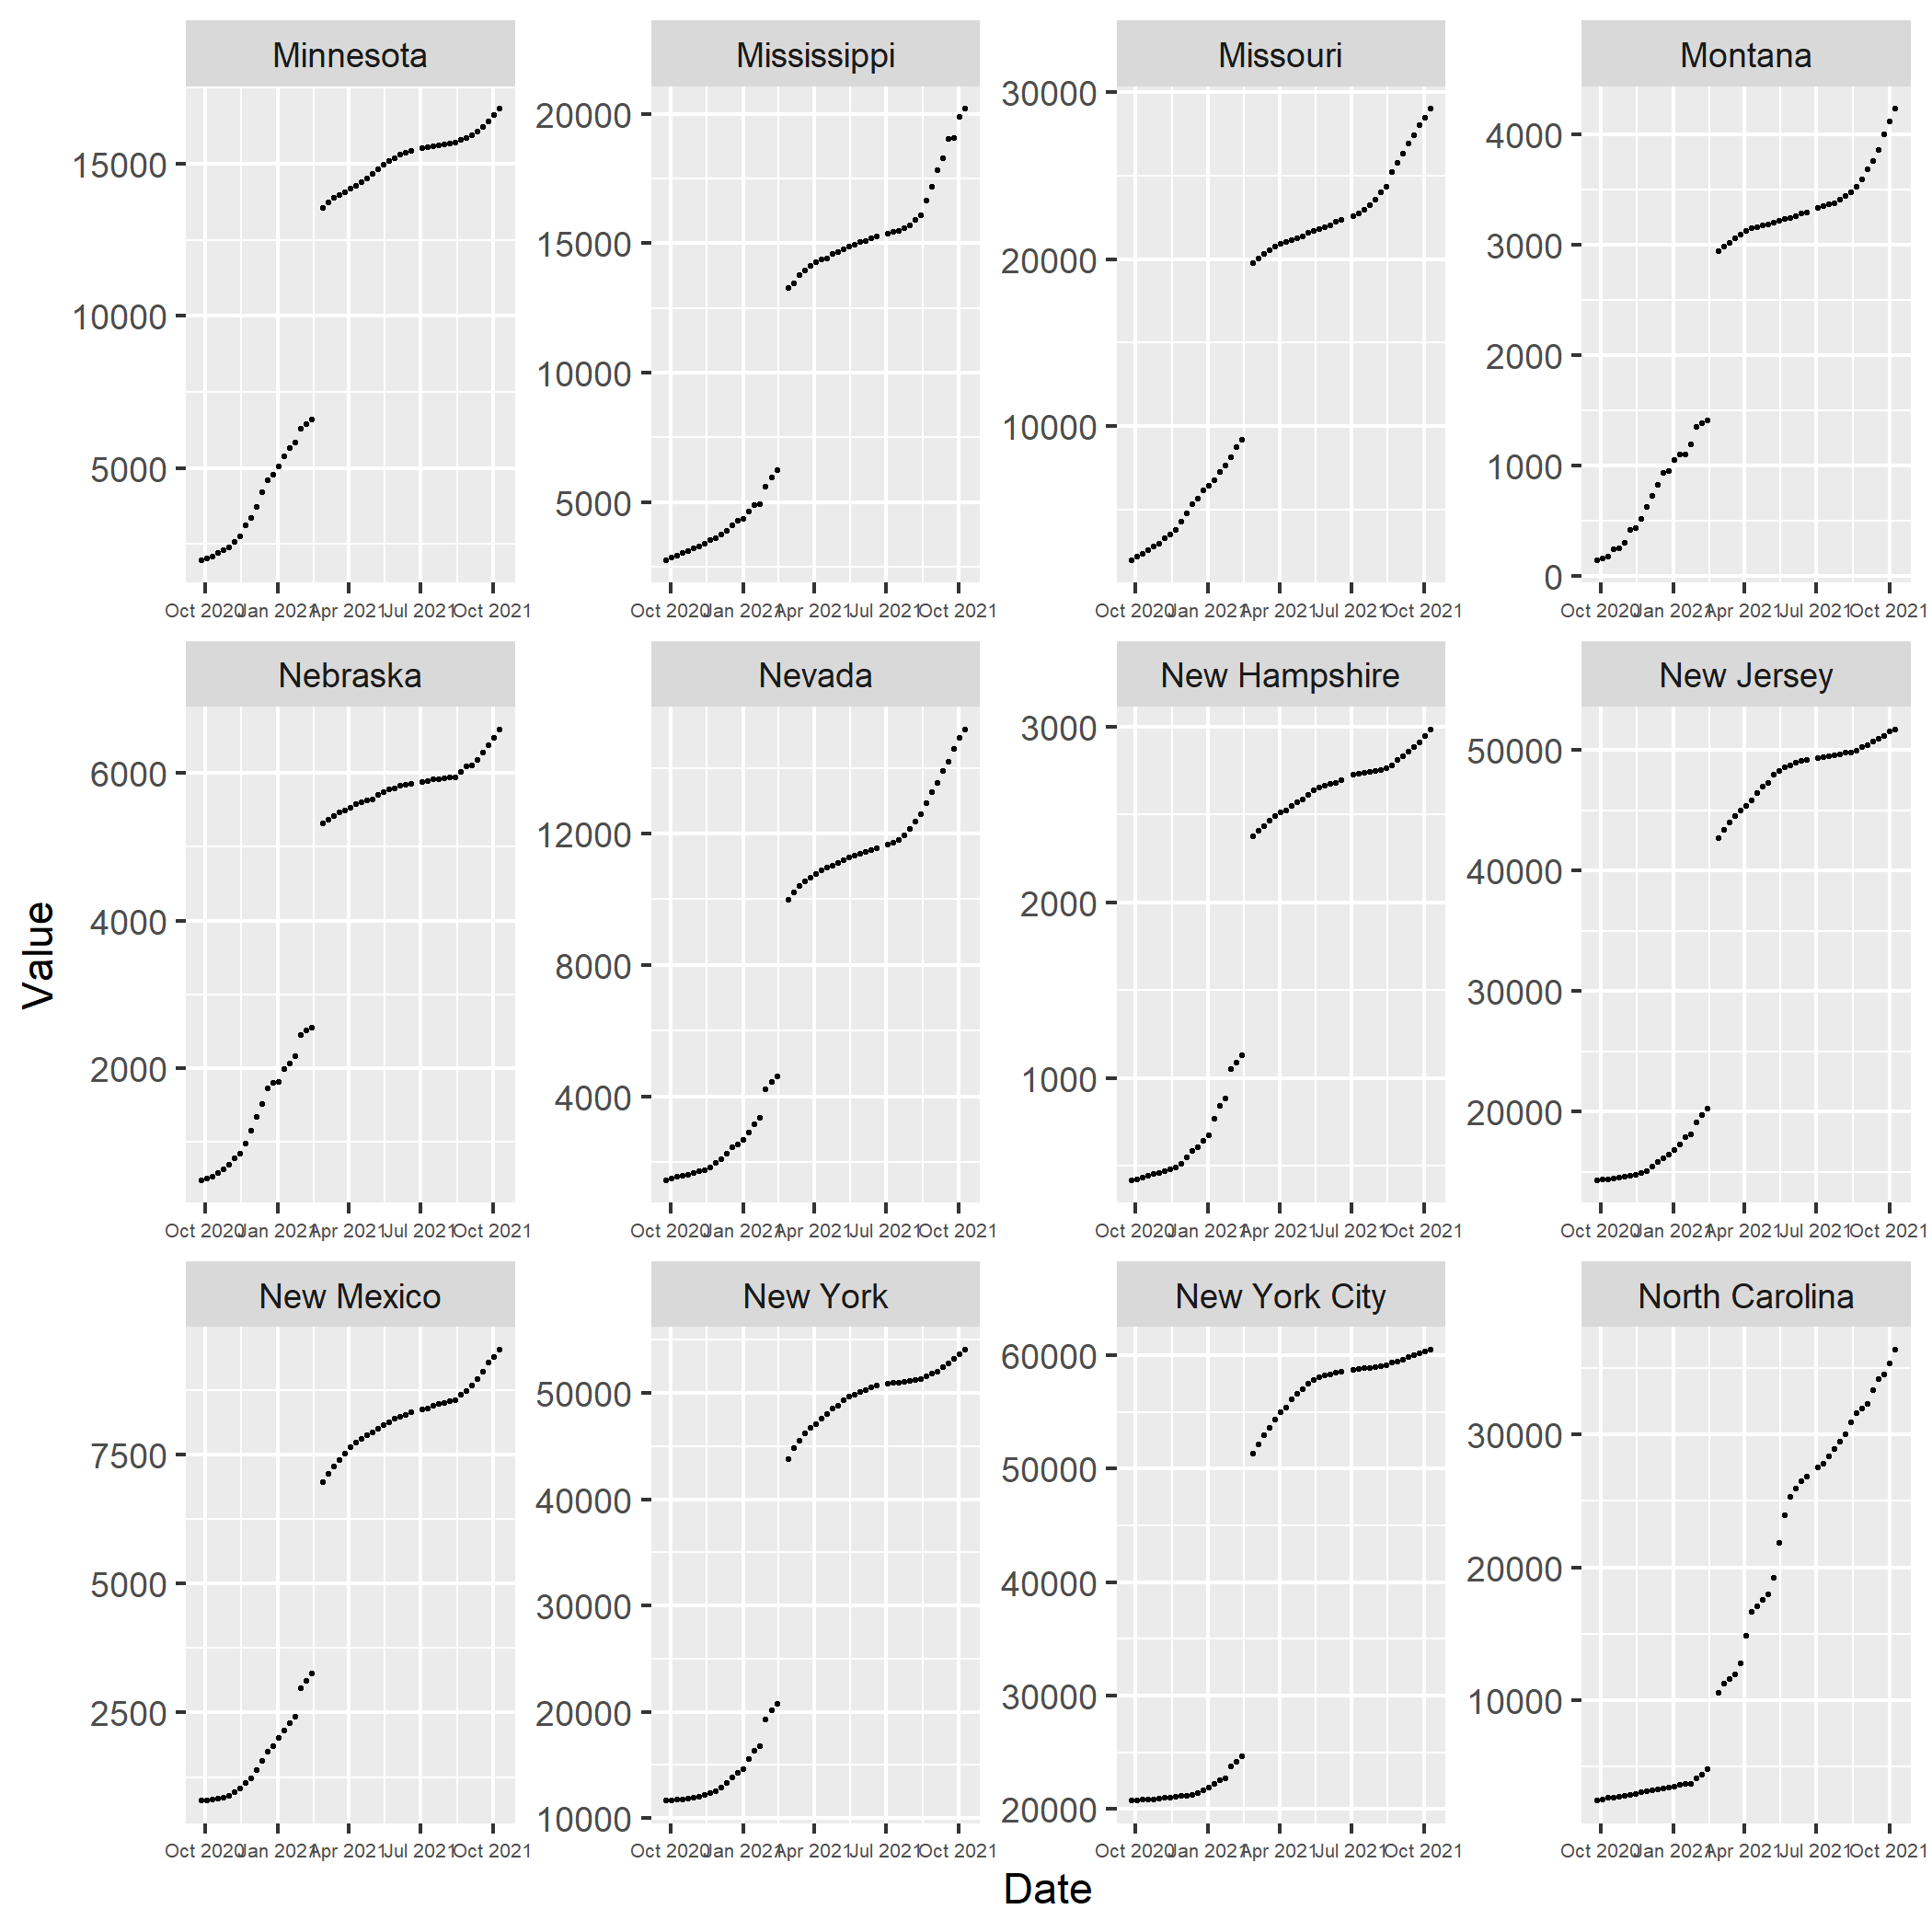 Minnesota Mississippi Missouri Montana
15000 10000 5000
20000 15000 10000 5000
30000 20000 10000
4000 3000 2000 1000 0
Oct 2020 Jan 2021 Apr 2021 Jul 2021 Oct 2021
Oct 2020 Jan 2021 Apr 2021 Jul 2021 Oct 2021
Oct 2020 Jan 2021 Apr 2021 Jul 2021 Oct 2021
Oct 2020 Jan 2021 Apr 2021 Jul 2021 Oct 2021
Nebraska Nevada New Hampshire New Jersey
Value
6000 4000 2000
12000 8000 4000
3000 2000 1000
50000 40000 30000 20000
Oct 2020 Jan 2021 Apr 2021 Jul 2021 Oct 2021
Oct 2020 Jan 2021 Apr 2021 Jul 2021 Oct 2021
Oct 2020 Jan 2021 Apr 2021 Jul 2021 Oct 2021
Oct 2020 Jan 2021 Apr 2021 Jul 2021 Oct 2021
New Mexico New York New York City North Carolina
7500 5000 2500
50000 40000 30000 20000 10000
60000 50000 40000 30000 20000
30000 20000 10000
Oct 2020 Jan 2021 Apr 2021 Jul 2021 Oct 2021
Oct 2020 Jan 2021 Apr 2021 Jul 2021 Oct 2021
Oct 2020 Jan 2021 Apr 2021 Jul 2021 Oct 2021
Oct 2020 Jan 2021 Apr 2021 Jul 2021 Oct 2021
Date